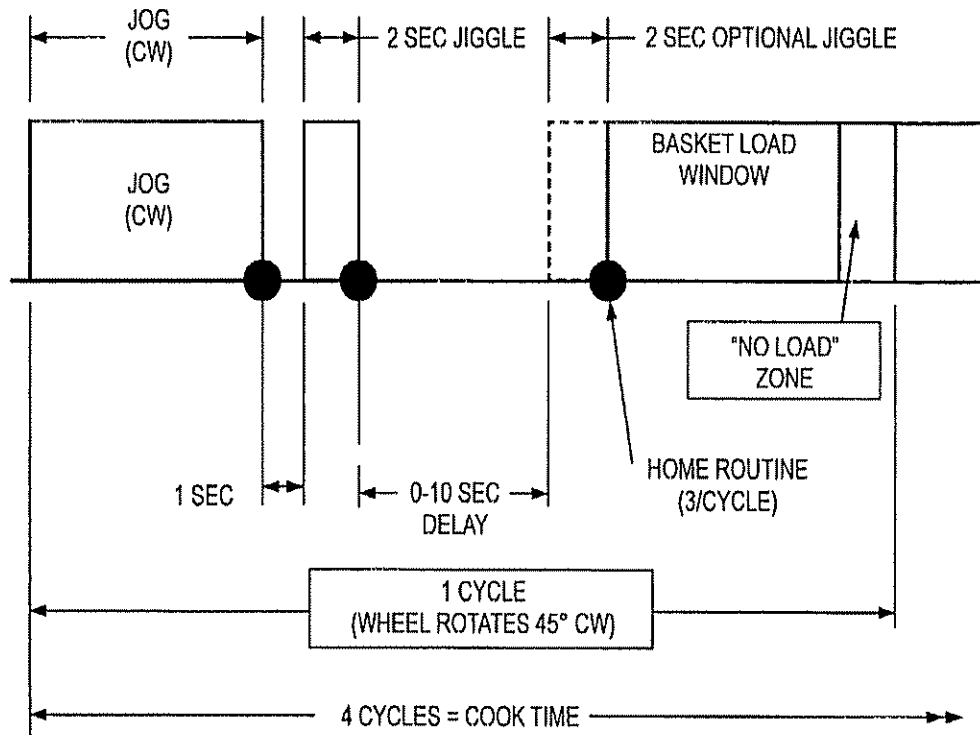 JOG
(CW)
2 SEC JIGGLE
2 SEC OPTIONAL JIGGLE
JOG
(CW)
BASKET LOAD
WINDOW
"NO LOAD"
ZONE
1 SEC
0-10 SEC
DELAY
HOME ROUTINE
(3/CYCLE)
1 CYCLE
(WHEEL ROTATES 45° CW)
4 CYCLES = COOK TIME